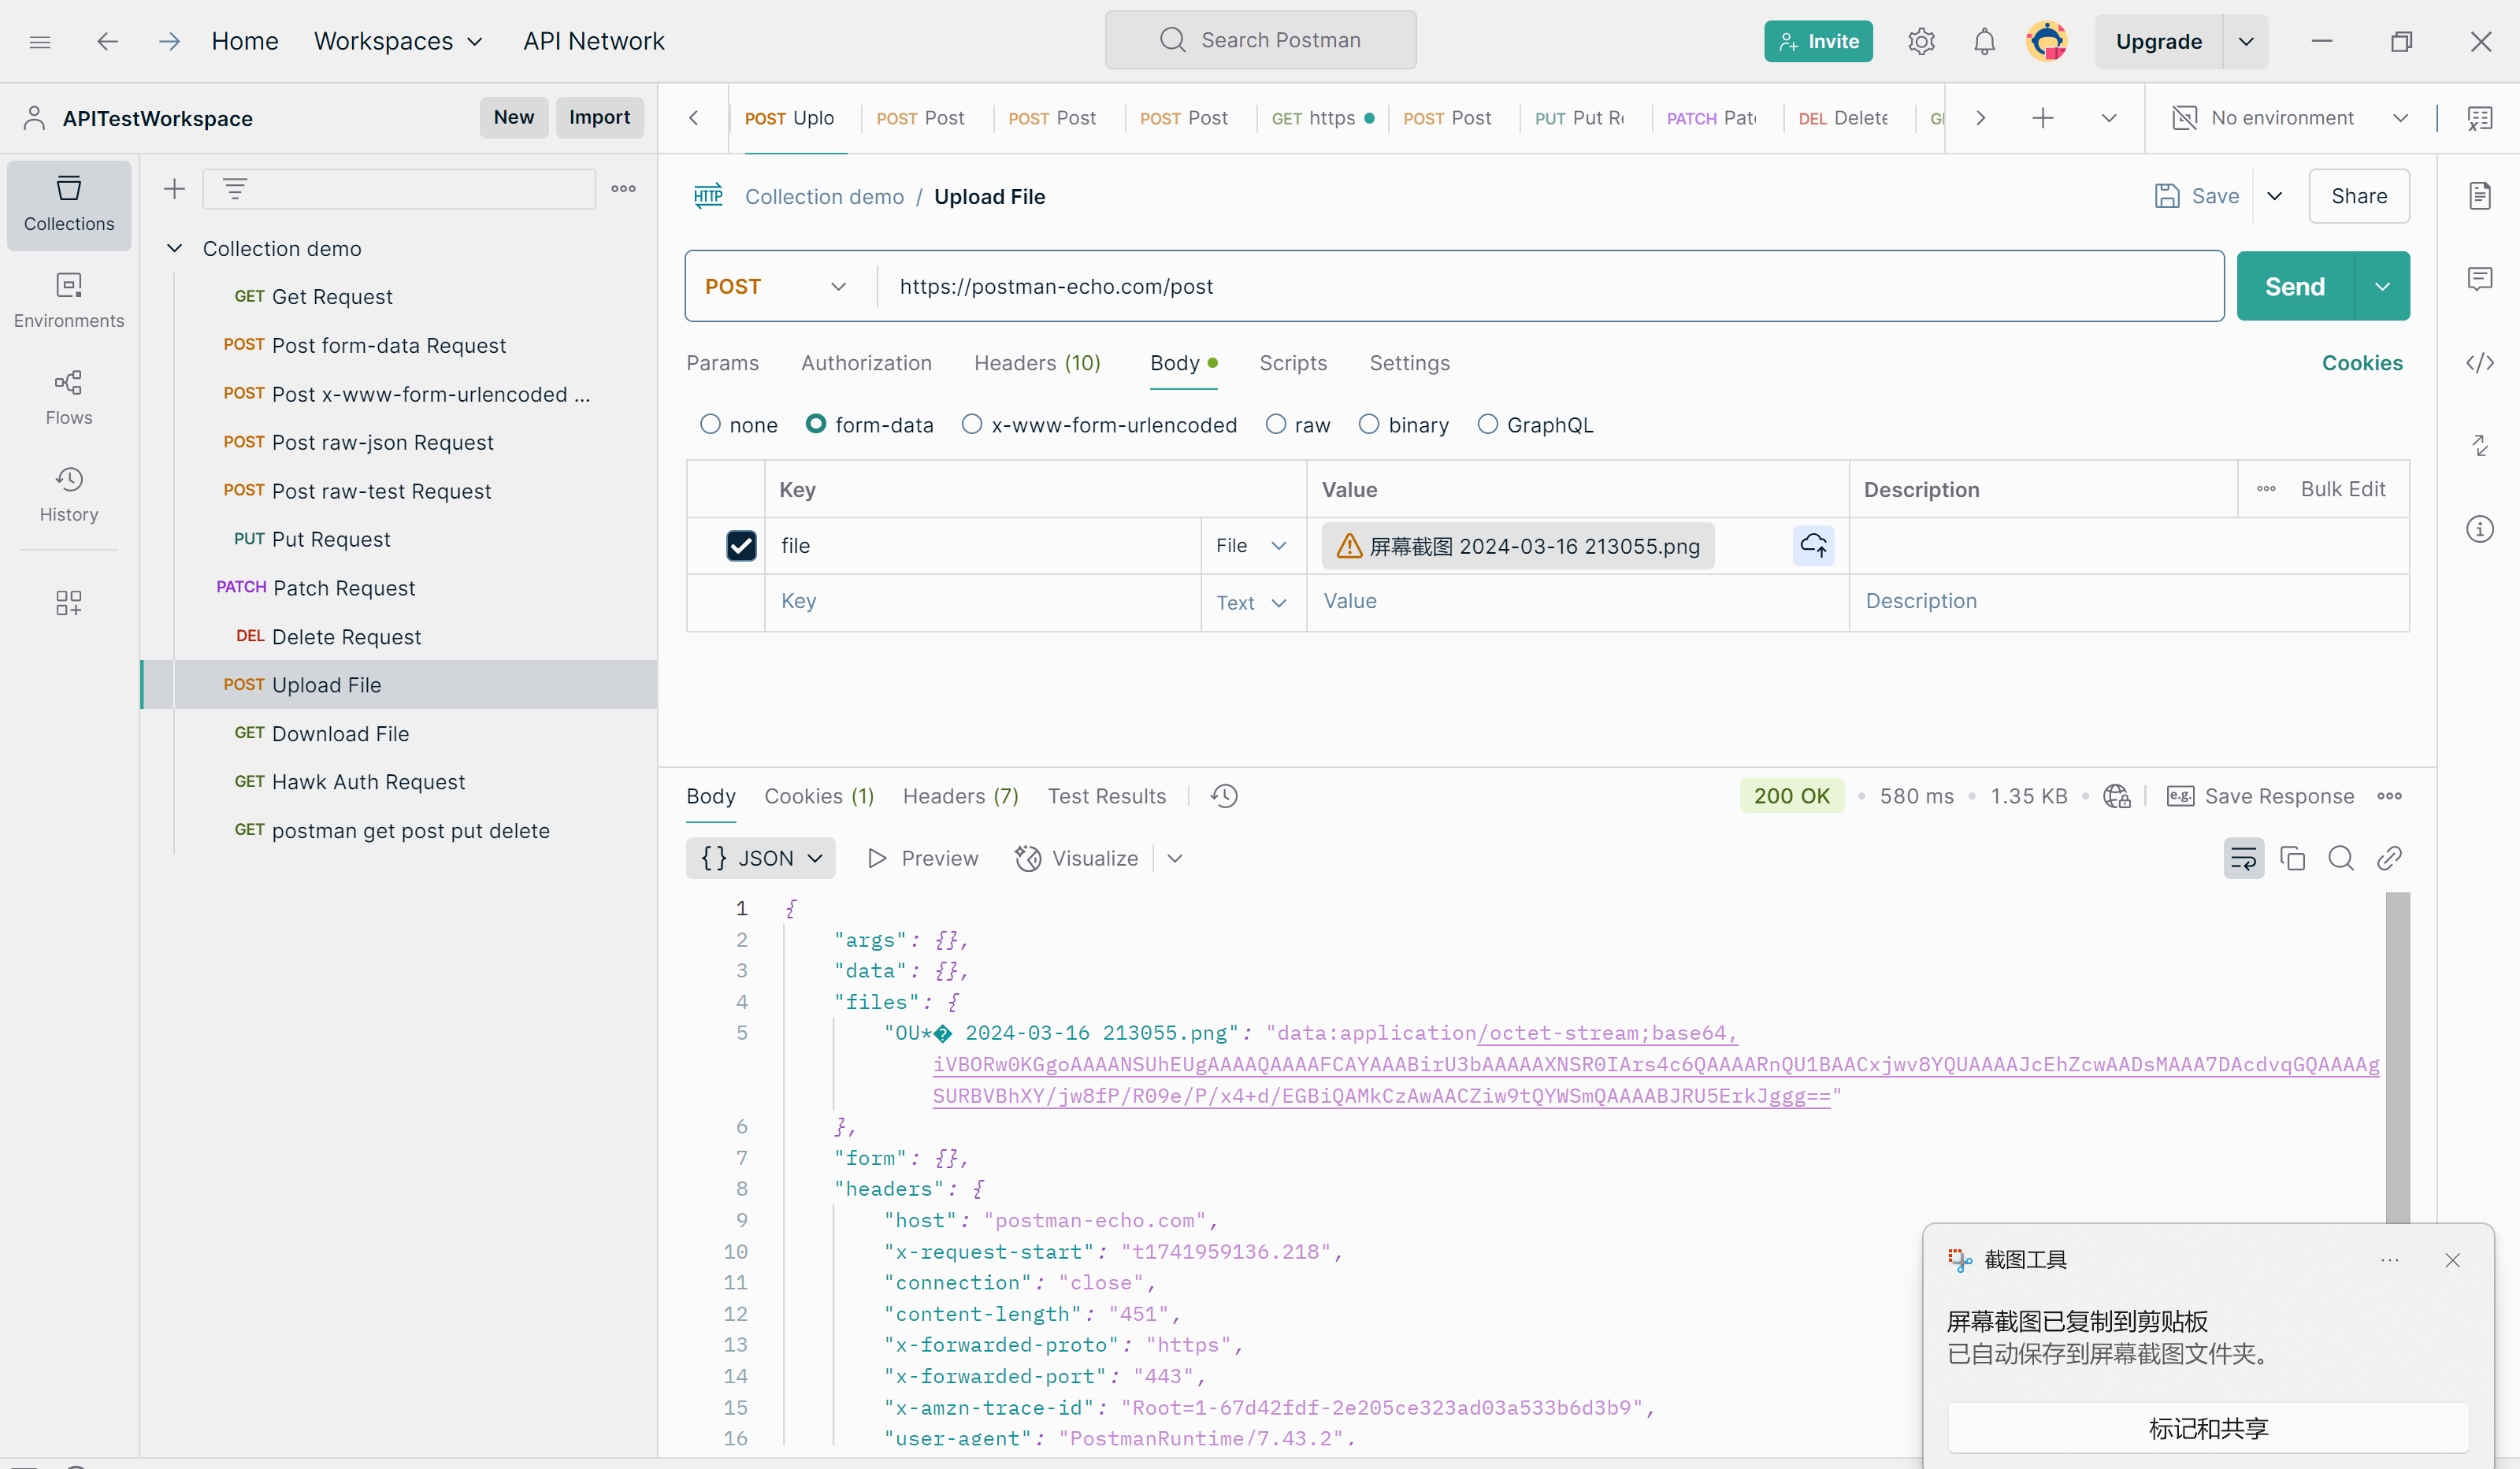 Home Workspaces API Network Search Postman Invite Upgrade
APITestWorkspace New Import
POST Uplo POST Post POST Post POST Post GET https POST Post PUT Put Re PATCH Patc DEL Delete No environment
Collections
Environments
Flows
History
Collection demo
GET Get Request
POST Post form-data Request
POST Post x-www-form-urlencoded ...
POST Post raw-json Request
POST Post raw-test Request
PUT Put Request
PATCH Patch Request
DEL Delete Request
POST Upload File
GET Download File
GET Hawk Auth Request
GET postman get post put delete
HTTP Collection demo / Upload File Save Share
POST https://postman-echo.com/post Send
Params Authorization Headers (10) Body Scripts Settings Cookies
none form-data x-www-form-urlencoded raw binary GraphQL
Key Value Description Bulk Edit
file File 屏幕截图 2024-03-16 213055.png
Key Text Value Description
Body Cookies (1) Headers (7) Test Results 200 OK 580 ms 1.35 KB e.g. Save Response
{} JSON Preview Visualize
1 {
2 "args": {},
3 "data": {},
4 "files": {
5 "OU*� 2024-03-16 213055.png": "data:application/octet-stream;base64,
iVBORw0KGgoAAAANSUhEUgAAAAQAAAAFCAYAAABirU3bAAAAAXNSR0IArs4c6QAAAARnQU1BAACxjwv8YQUAAAAJcEhZcwAADsMAAA7DAcdvqGQAAAAg
SURBVBhXY/jw8fP/R09e/P/x4+d/EGBiQAMkCzAwAACZiw9tQYWSmQAAAABJRU5ErkJggg=="
6 },
7 "form": {},
8 "headers": {
9 "host": "postman-echo.com",
10 "x-request-start": "t1741959136.218",
11 "connection": "close",
12 "content-length": "451",
13 "x-forwarded-proto": "https",
14 "x-forwarded-port": "443",
15 "x-amzn-trace-id": "Root=1-67d42fdf-2e205ce323ad03a533b6d3b9",
16 "user-agent": "PostmanRuntime/7.43.2",
截图工具
屏幕截图已复制到剪贴板
已自动保存到屏幕截图文件夹。
标记和共享